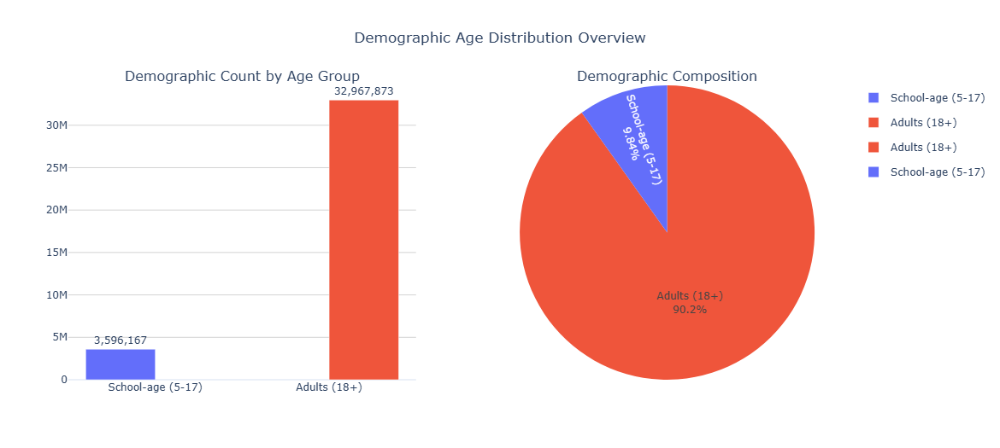 Demographic Age Distribution Overview
Demographic Count by Age Group
32,967,873
30M
25M
20M
15M
10M
5M
0
3,596,167
School-age (5-17)
Adults (18+)
Demographic Composition
School-age (5-17)
9.84%
Adults (18+)
90.2%
School-age (5-17)
Adults (18+)
Adults (18+)
School-age (5-17)